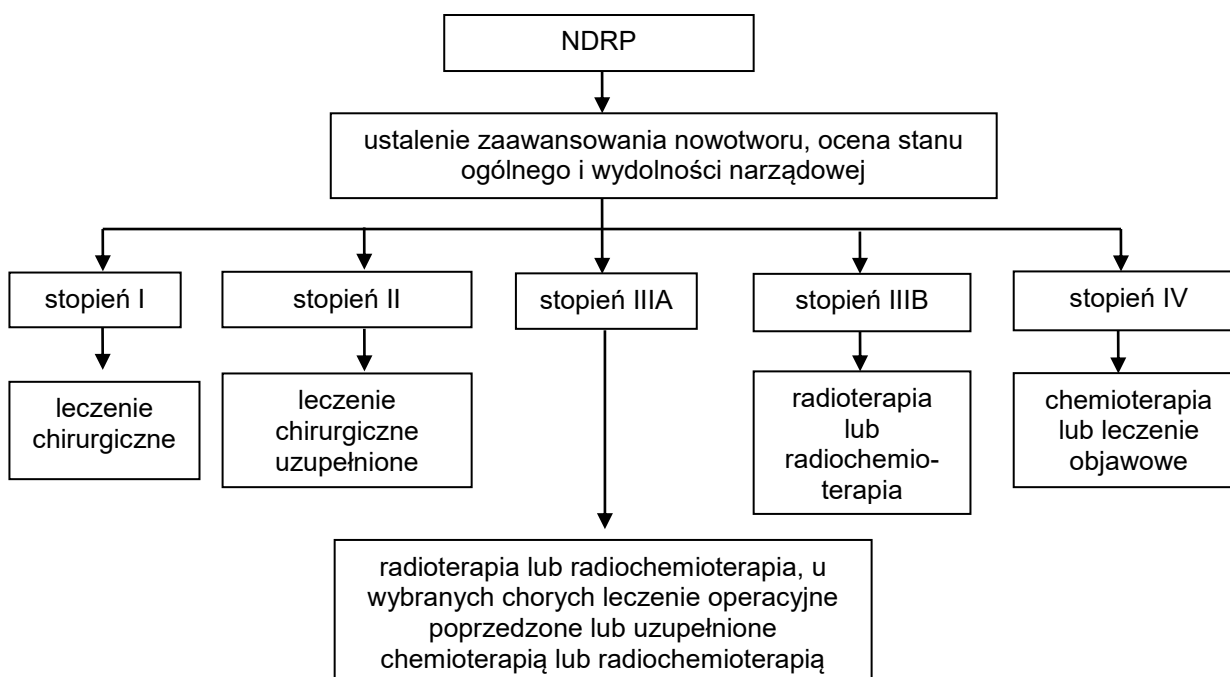 NDRP
ustalenie zaawansowania nowotworu, ocena stanu
ogólnego i wydolności narządowej
stopień I
stopień II
stopień IIIA
stopień IIIB
stopień IV
leczenie
chirurgiczne
leczenie
chirurgiczne
uzupełnione
radioterapia
lub
radiochemio-
terapia
chemioterapia
lub leczenie
objawowe
radioterapia lub radiochemioterapia, u
wybranych chorych leczenie operacyjne
poprzedzone lub uzupełnione
chemioterapią lub radiochemioterapią